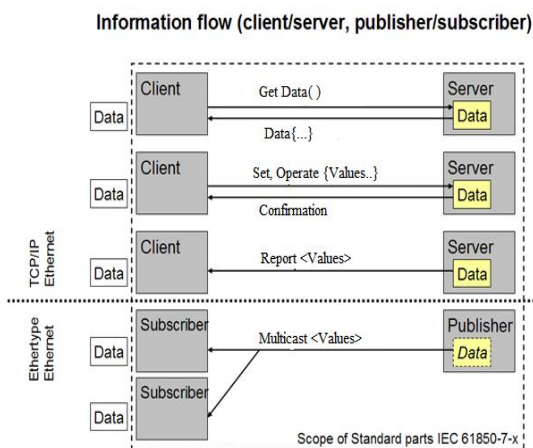 Information flow (client/server, publisher/subscriber)
Client
Get Data( )
Server
Data
Data
Data{...}
Client
Set, Operate {Values..}
Server
Data
Data
Confirmation
TCP/IP
Ethernet
Client
Report <Values>
Server
Data
Data
Ethertype
Ethernet
Subscriber
Multicast <Values>
Publisher
Data
Data
Subscriber
Data
Scope of Standard parts IEC 61850-7-x